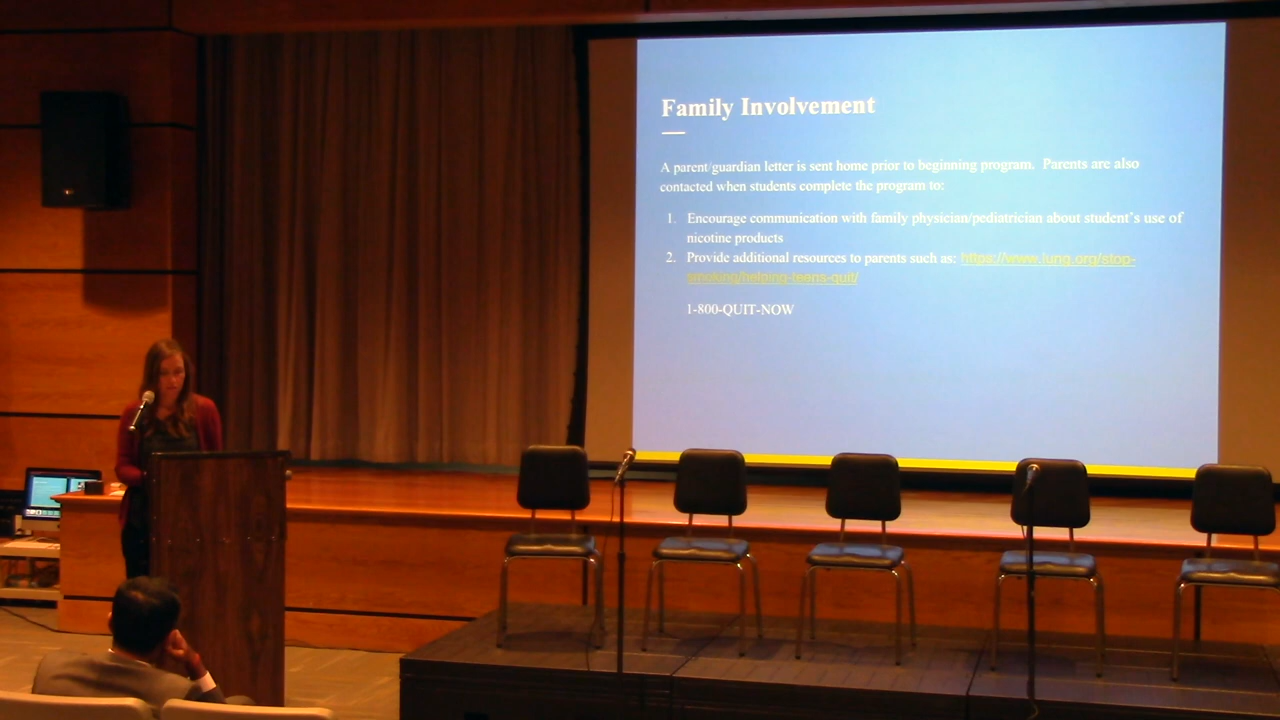 Family Involvement
A parent/guardian letter is sent home prior to beginning program. Parents are also
contacted when students complete the program to:
1. Encourage communication with family physician/pediatrician about student's use of
nicotine products
2. Provide additional resources to parents such as: https://www.lung.org/stop-
smoking/helping-teens-quit/
1-800-QUIT-NOW